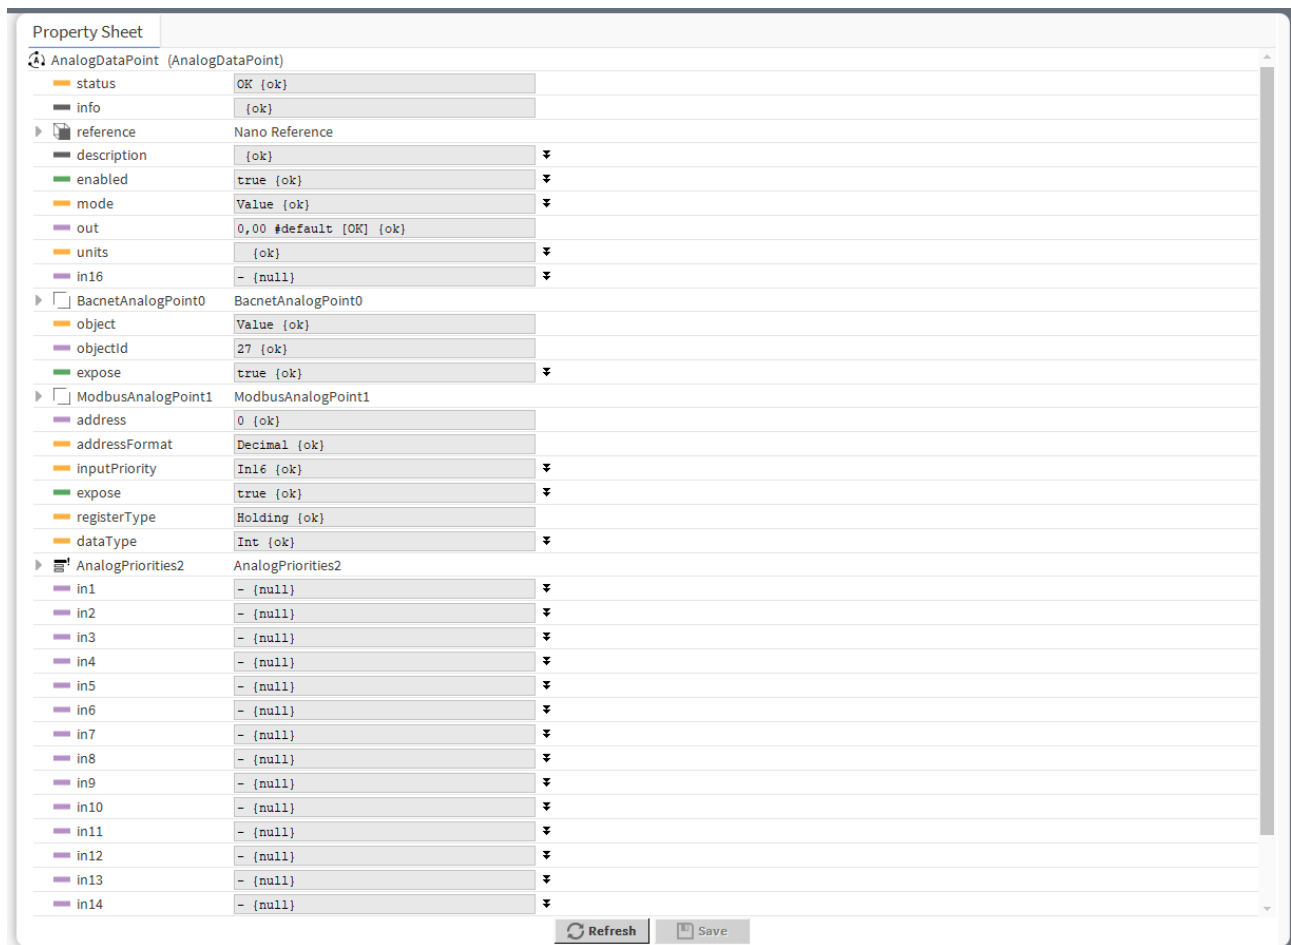 Property Sheet
AnalogDataPoint (AnalogDataPoint)
status OK {ok}
info {ok}
reference Nano Reference
description {ok}
enabled true {ok}
mode Value {ok}
out 0,00 #default [OK] {ok}
units {ok}
in16 - {null}
BacnetAnalogPoint0 BacnetAnalogPoint0
object Value {ok}
objectId 27 {ok}
expose true {ok}
ModbusAnalogPoint1 ModbusAnalogPoint1
address 0 {ok}
addressFormat Decimal {ok}
inputPriority In16 {ok}
expose true {ok}
registerType Holding {ok}
dataType Int {ok}
AnalogPriorities2 AnalogPriorities2
in1 - {null}
in2 - {null}
in3 - {null}
in4 - {null}
in5 - {null}
in6 - {null}
in7 - {null}
in8 - {null}
in9 - {null}
in10 - {null}
in11 - {null}
in12 - {null}
in13 - {null}
in14 - {null}
Refresh Save